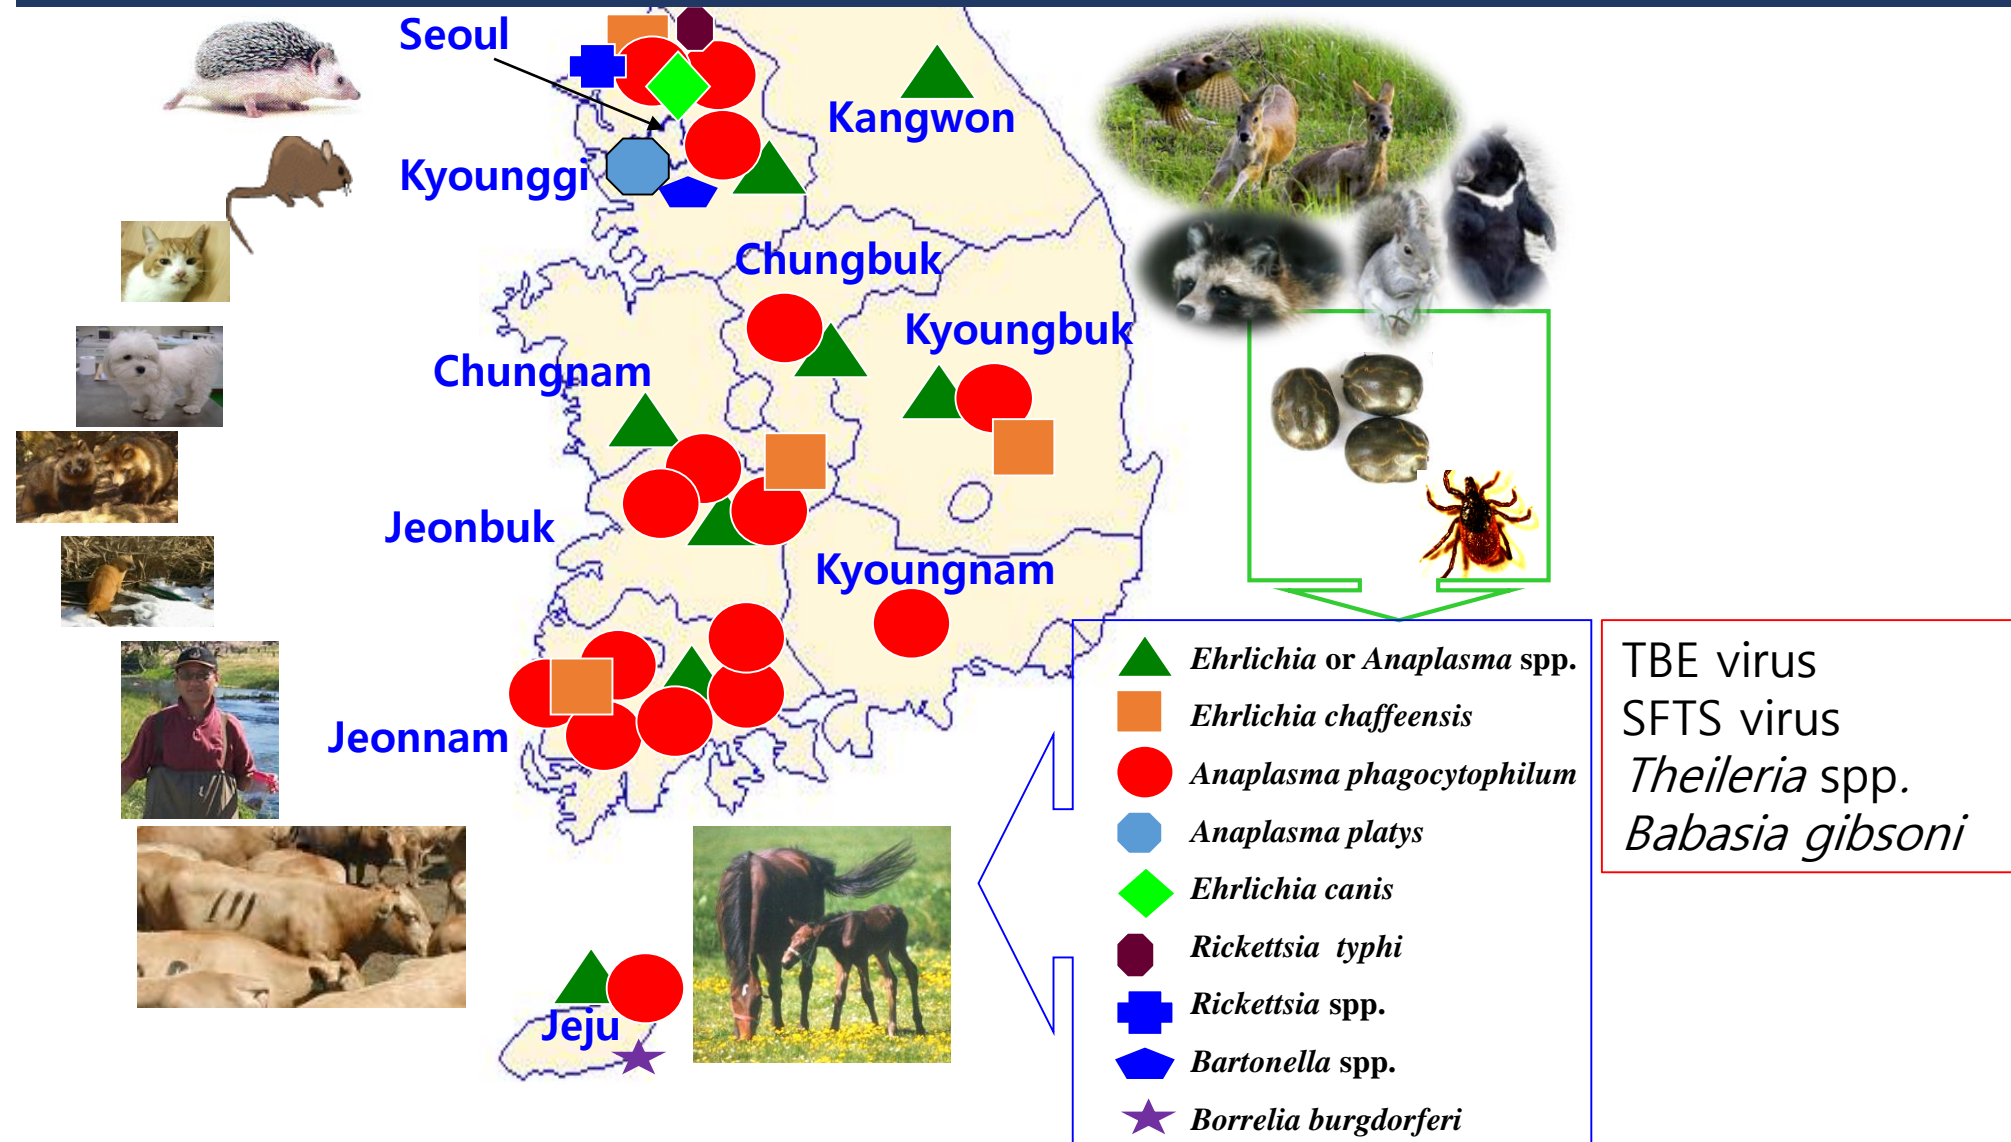 Seoul
Kangwon
Kyounggi
Chungbuk
Kyoungbuk
Chungnam
Jeonbuk
Kyoungnam
Jeonnam
Jeju
Ehrlichia or Anaplasma spp.
Ehrlichia chaffeensis
Anaplasma phagocytophilum
Anaplasma platys
Ehrlichia canis
Rickettsia typhi
Rickettsia spp.
Bartonella spp.
Borrelia burgdorferi
TBE virus
SFTS virus
Theileria spp.
Babasia gibsoni